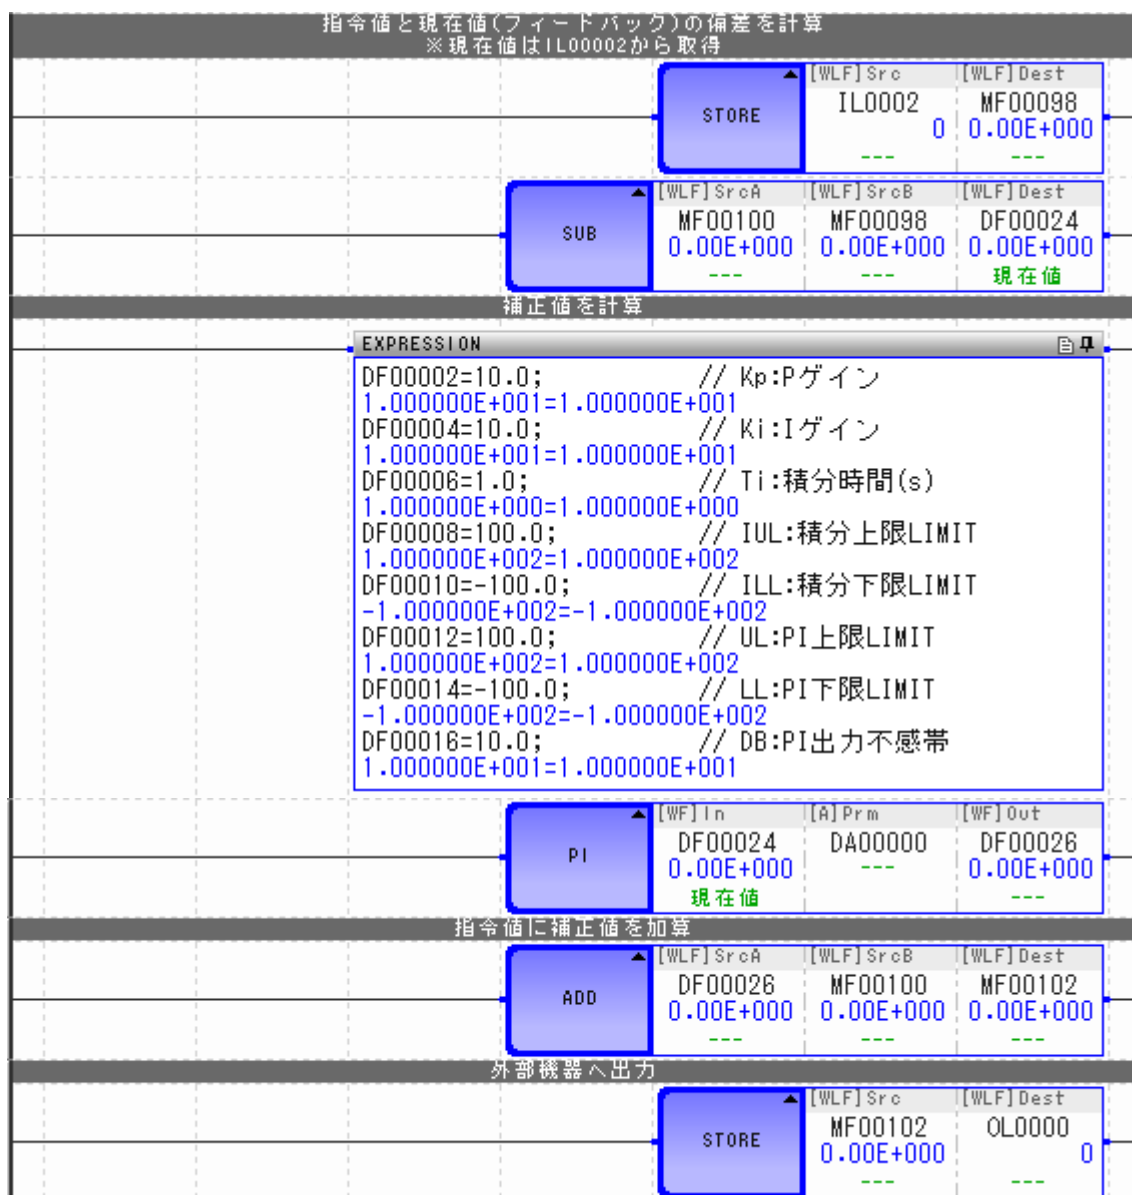 指令値と現在値(フィードバック)の偏差を計算
※現在値はIL00002から取得
[WLF]Src [WLF]Dest
STORE IL0002 MF00098
0 0.00E+000
--- ---
[WLF]SrcA [WLF]SrcB [WLF]Dest
SUB MF00100 MF00098 DF00024
0.00E+000 0.00E+000 0.00E+000
--- --- 現在値
補正値を計算
EXPRESSION
DF00002=10.0; // Kp:Pゲイン
1.000000E+001=1.000000E+001
DF00004=10.0; // Ki:Iゲイン
1.000000E+001=1.000000E+001
DF00006=1.0; // Ti:積分時間(s)
1.000000E+000=1.000000E+000
DF00008=100.0; // IUL:積分上限LIMIT
1.000000E+002=1.000000E+002
DF00010=-100.0; // ILL:積分下限LIMIT
-1.000000E+002=-1.000000E+002
DF00012=100.0; // UL:PI上限LIMIT
1.000000E+002=1.000000E+002
DF00014=-100.0; // LL:PI下限LIMIT
-1.000000E+002=-1.000000E+002
DF00016=10.0; // DB:PI出力不感帯
1.000000E+001=1.000000E+001
[WF]In [A]Prm [WF]Out
PI DF00024 DA00000 DF00026
0.00E+000 --- 0.00E+000
現在値 ---
指令値に補正値を加算
[WLF]SrcA [WLF]SrcB [WLF]Dest
ADD DF00026 MF00100 MF00102
0.00E+000 0.00E+000 0.00E+000
--- --- ---
外部機器へ出力
[WLF]Src [WLF]Dest
STORE MF00102 OL0000
0.00E+000 0
--- ---